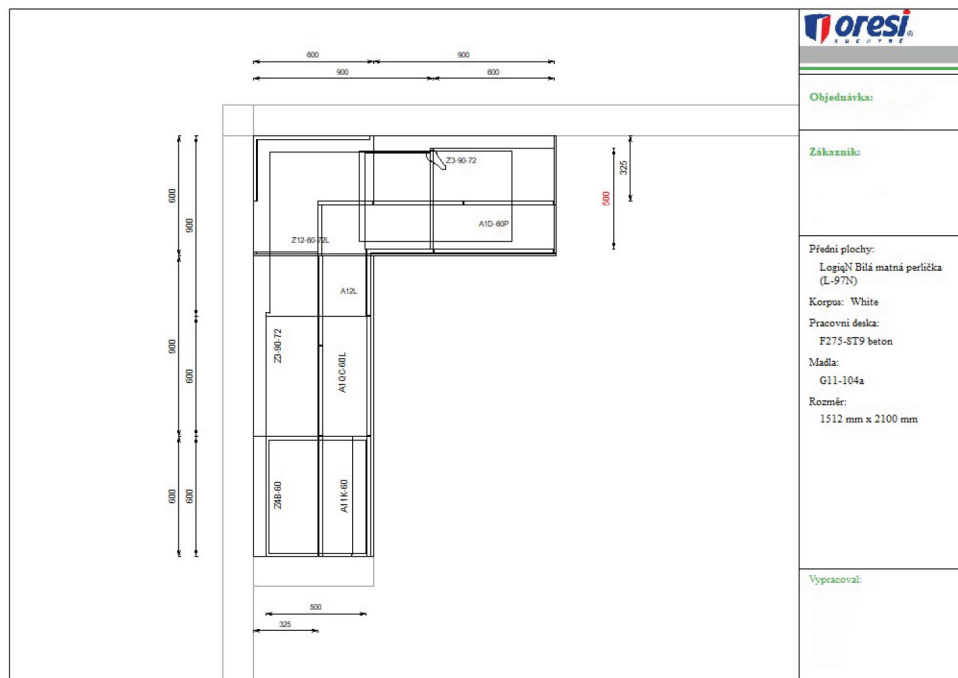 oresi®
KUCHYNĚ
Objednávka:
Zákazník:
Přední plochy:
LogiqN Bílá matná perlička
(L-97N)
Korpus: White
Pracovní deska:
F275-ST9 beton
Madla:
G11-104a
Rozměr:
1512 mm x 2100 mm
Vypracoval:
600
900
900
600
600
900
600
900
600
600
600
325
500
Z3-90-72
A1D-60P
Z12-60-72L
A12L
Z3-90-72
A10C-60L
Z4B-60
A11K-60
500
325